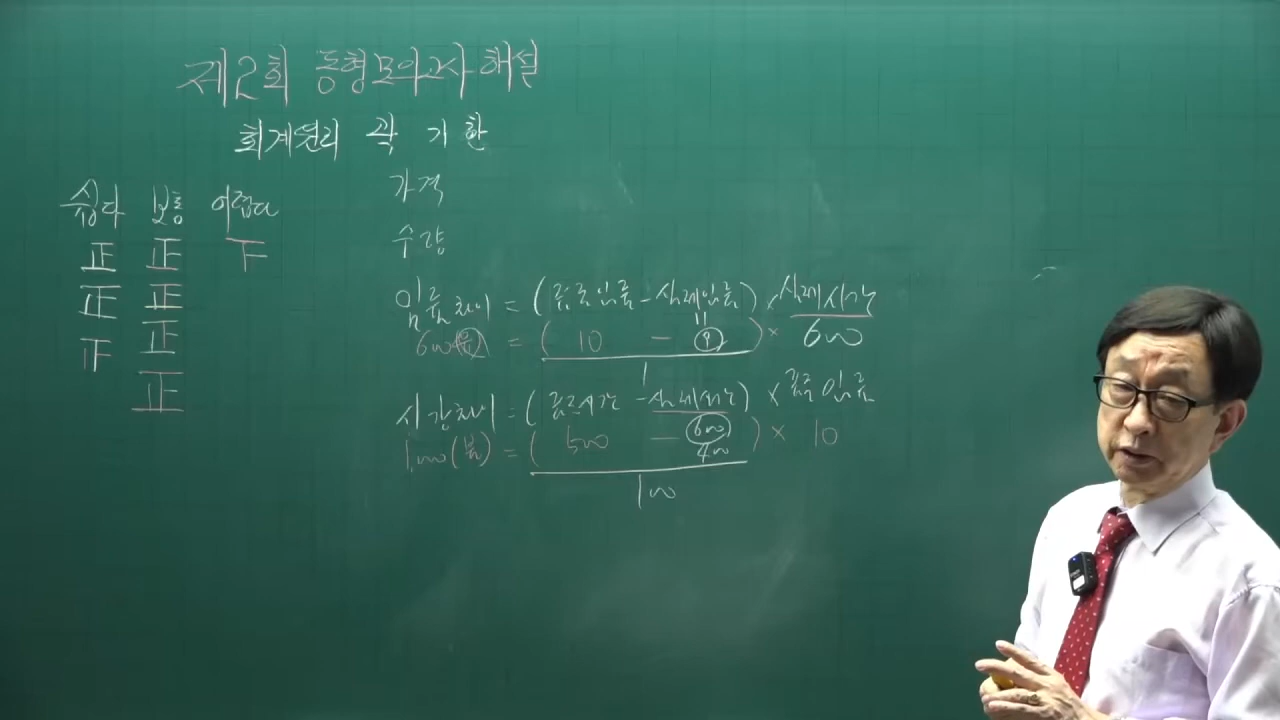 제2회 동형모의고사 해설
회계원리 곽 기 환
쉽다 보통 어렵다
正 正 下
正 正
正 正
正
가격
수량
임률차이 = (표준임률 - 실제임률) × 실제시간
600 = ( 10 - 9 ) × 600
1
시간차이 = (표준시간 - 실제시간) × 표준임률
1,000 (불) = ( 500 - 600 ) × 10
400
100